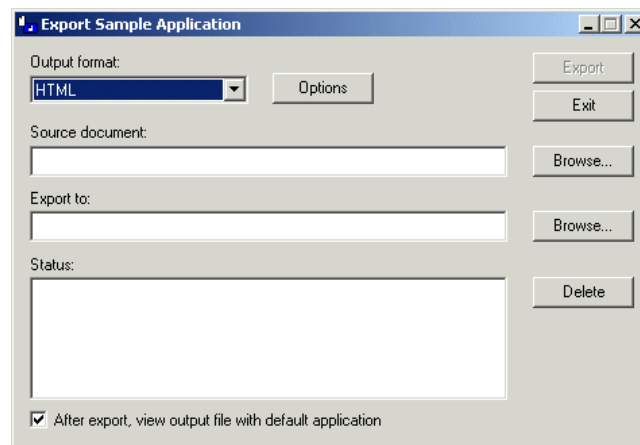 Export Sample Application
Output format:
HTML
Options
Export
Exit
Source document:
Browse...
Export to:
Browse...
Status:
Delete
After export, view output file with default application